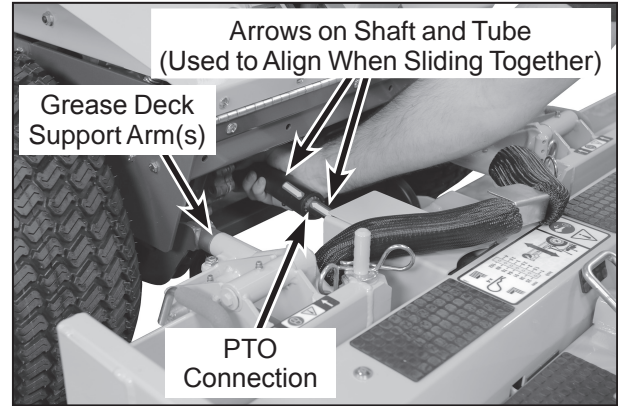 Arrows on Shaft and Tube
(Used to Align When Sliding Together)
Grease Deck
Support Arm(s)
PTO
Connection